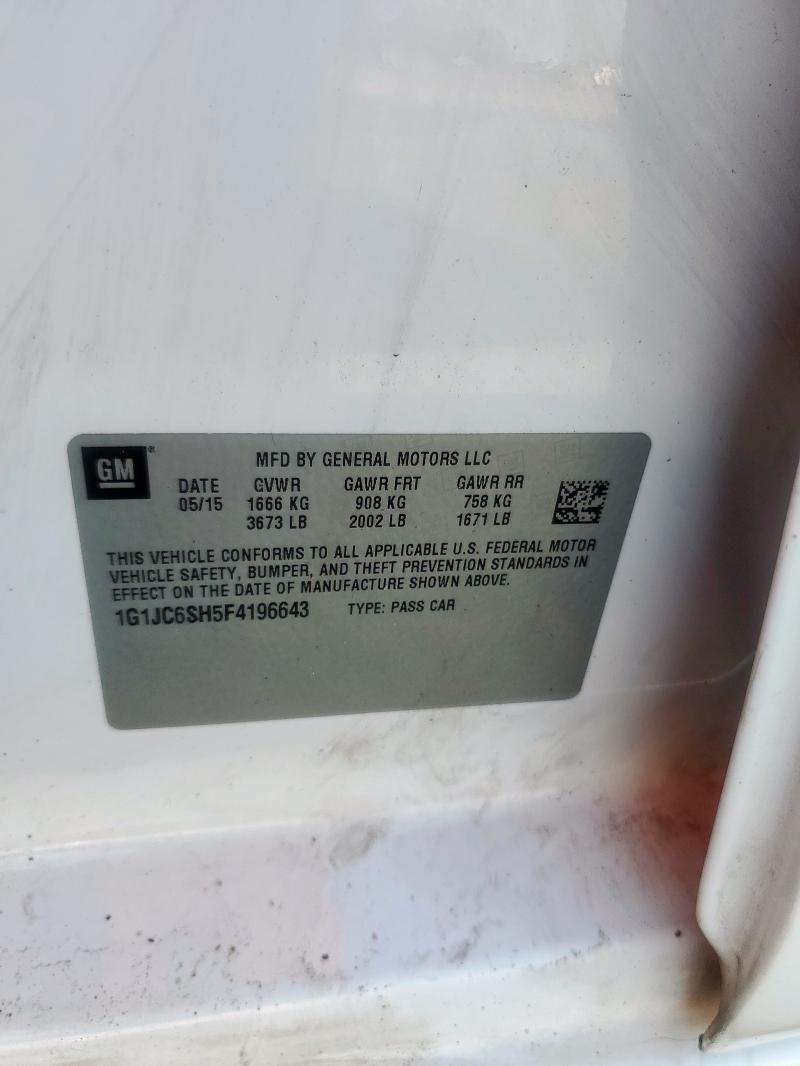 GM®
MFD BY GENERAL MOTORS LLC
DATE GVWR GAWR FRT GAWR RR
05/15 1666 KG 908 KG 758 KG
3673 LB 2002 LB 1671 LB
THIS VEHICLE CONFORMS TO ALL APPLICABLE U.S. FEDERAL MOTOR
VEHICLE SAFETY, BUMPER, AND THEFT PREVENTION STANDARDS IN
EFFECT ON THE DATE OF MANUFACTURE SHOWN ABOVE.
1G1JC6SH5F4196643 TYPE: PASS CAR